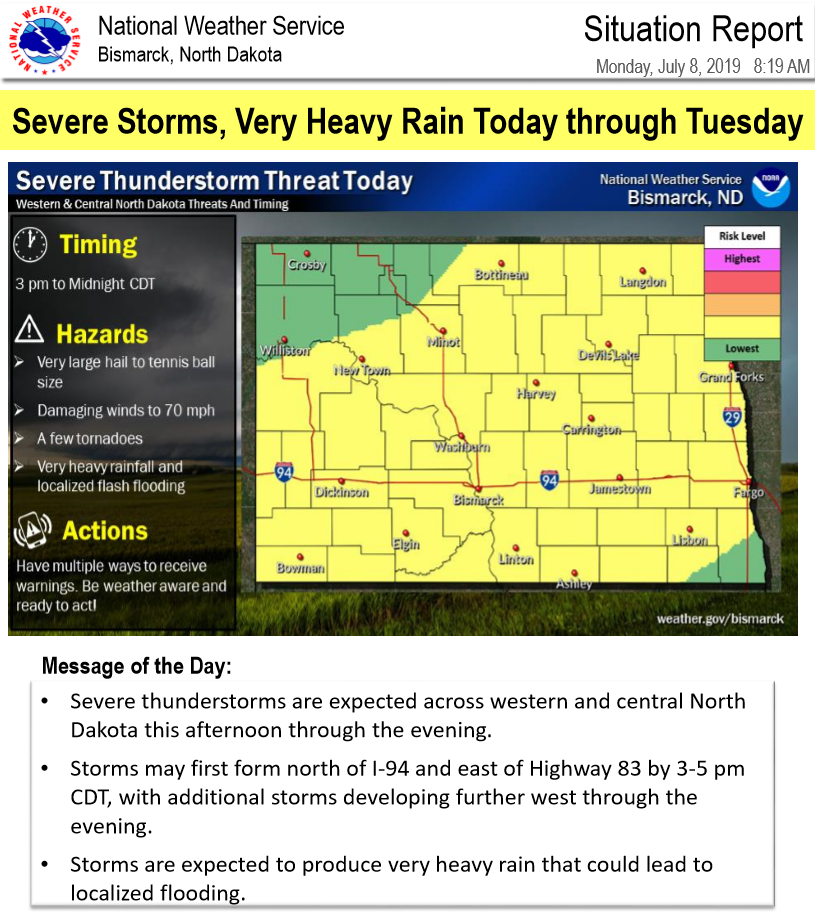 NATIONAL WEATHER SERVICE
National Weather Service
Bismarck, North Dakota
Situation Report
Monday, July 8, 2019 8:19 AM
Severe Storms, Very Heavy Rain Today through Tuesday
Severe Thunderstorm Threat Today
Western & Central North Dakota Threats And Timing
National Weather Service
Bismarck, ND
NOAA
Timing
3 pm to Midnight CDT
Hazards
➢ Very large hail to tennis ball
size
➢ Damaging winds to 70 mph
➢ A few tornadoes
➢ Very heavy rainfall and
localized flash flooding
Actions
Have multiple ways to receive
warnings. Be weather aware and
ready to act!
Risk Level
Highest
Lowest
Crosby
Bottineau
Langdon
Williston
Minot
Devils Lake
New Town
Grand Forks
Harvey
29
Carrington
Washburn
94
94
Dickinson
Bismarck
Jamestown
Fargo
Elgin
Lisbon
Linton
Bowman
Ashley
weather.gov/bismarck
Message of the Day:
• Severe thunderstorms are expected across western and central North
Dakota this afternoon through the evening.
• Storms may first form north of I-94 and east of Highway 83 by 3-5 pm
CDT, with additional storms developing further west through the
evening.
• Storms are expected to produce very heavy rain that could lead to
localized flooding.